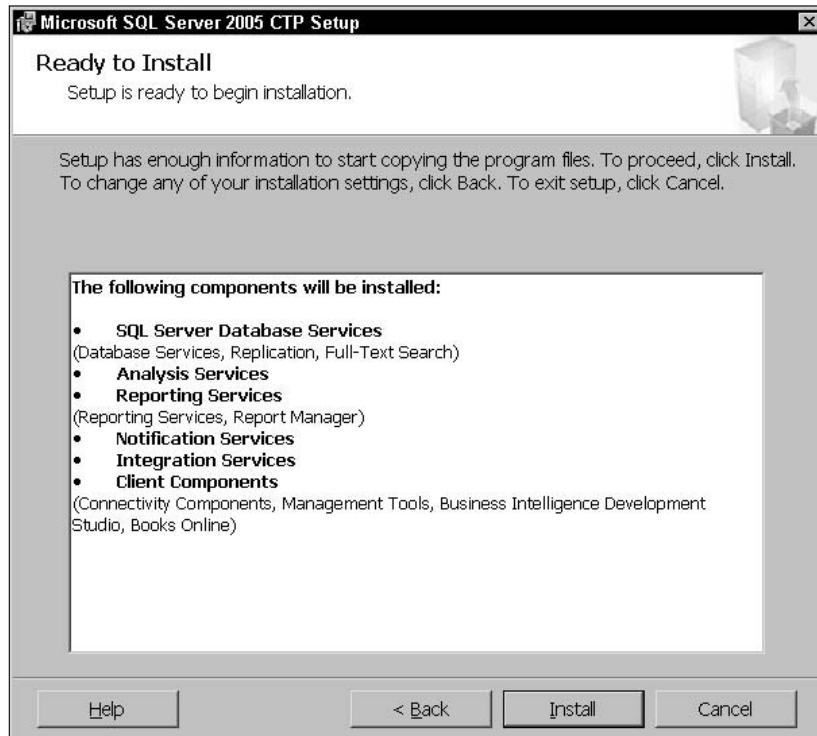 Microsoft SQL Server 2005 CTP Setup
Ready to Install
Setup is ready to begin installation.
Setup has enough information to start copying the program files. To proceed, click Install.
To change any of your installation settings, click Back. To exit setup, click Cancel.
The following components will be installed:
• SQL Server Database Services
(Database Services, Replication, Full-Text Search)
• Analysis Services
• Reporting Services
(Reporting Services, Report Manager)
• Notification Services
• Integration Services
• Client Components
(Connectivity Components, Management Tools, Business Intelligence Development
Studio, Books Online)
Help
< Back
Install
Cancel